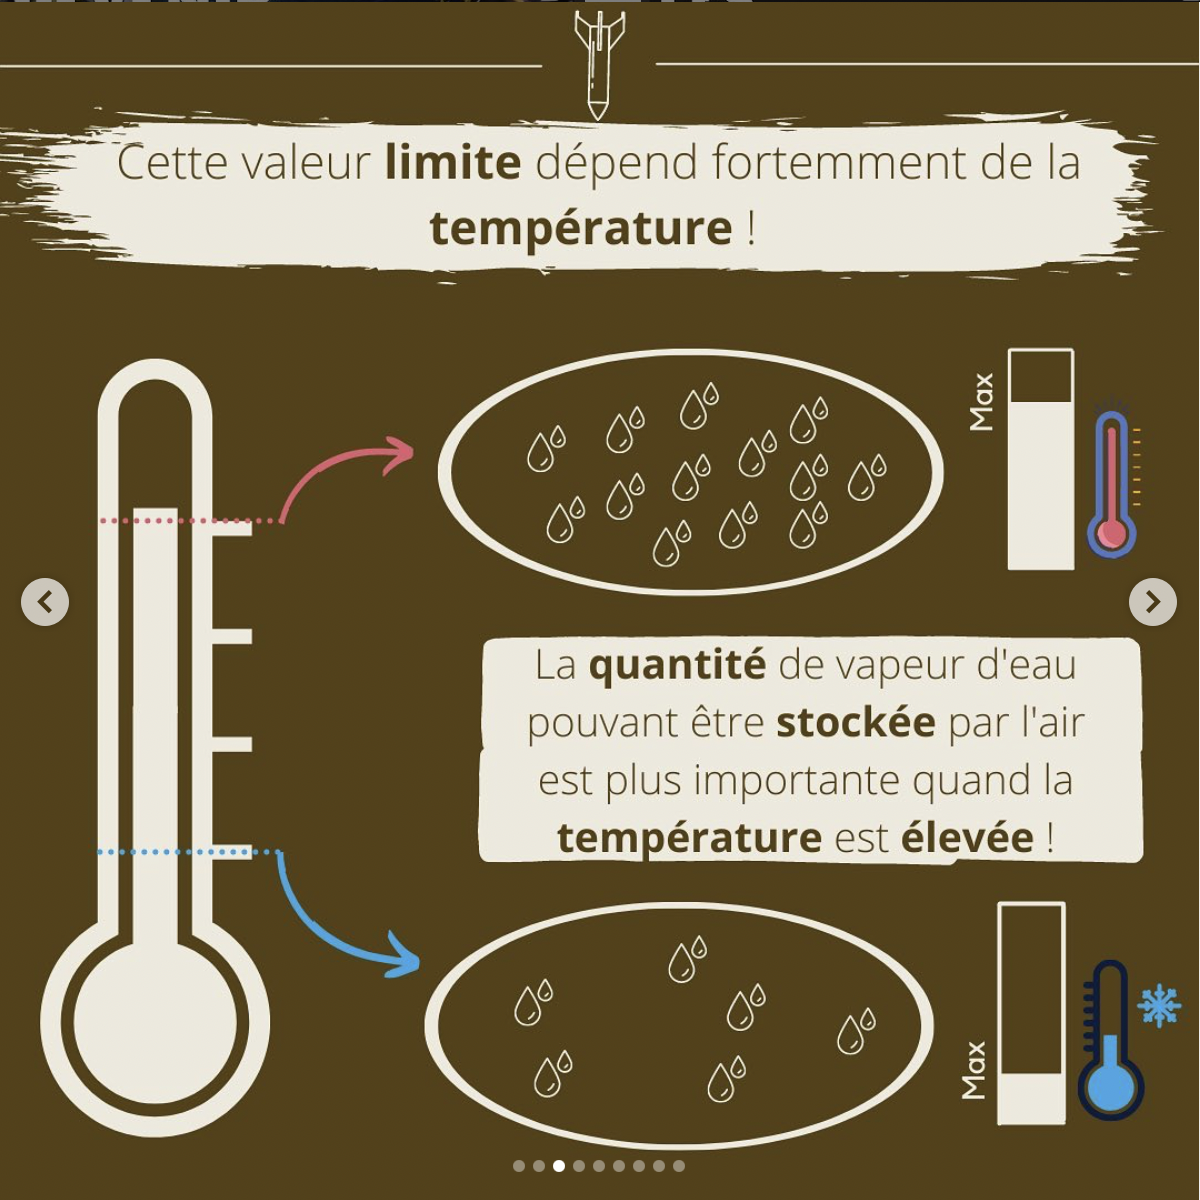 Cette valeur limite dépend fortemment de la
température !
Max
La quantité de vapeur d'eau
pouvant être stockée par l'air
est plus importante quand la
température est élevée !
Max